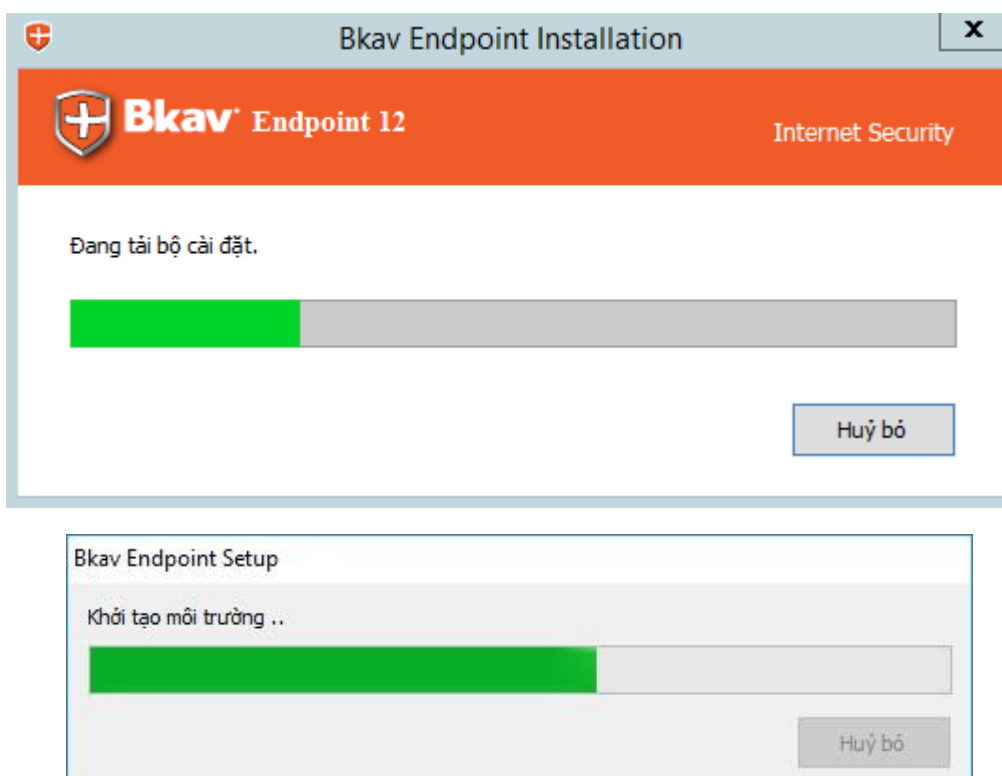 Bkav Endpoint Installation
x
Bkav Endpoint 12
Internet Security
Đang tải bộ cài đặt.
Huỷ bỏ
Bkav Endpoint Setup
Khởi tạo môi trường ..
Huỷ bỏ